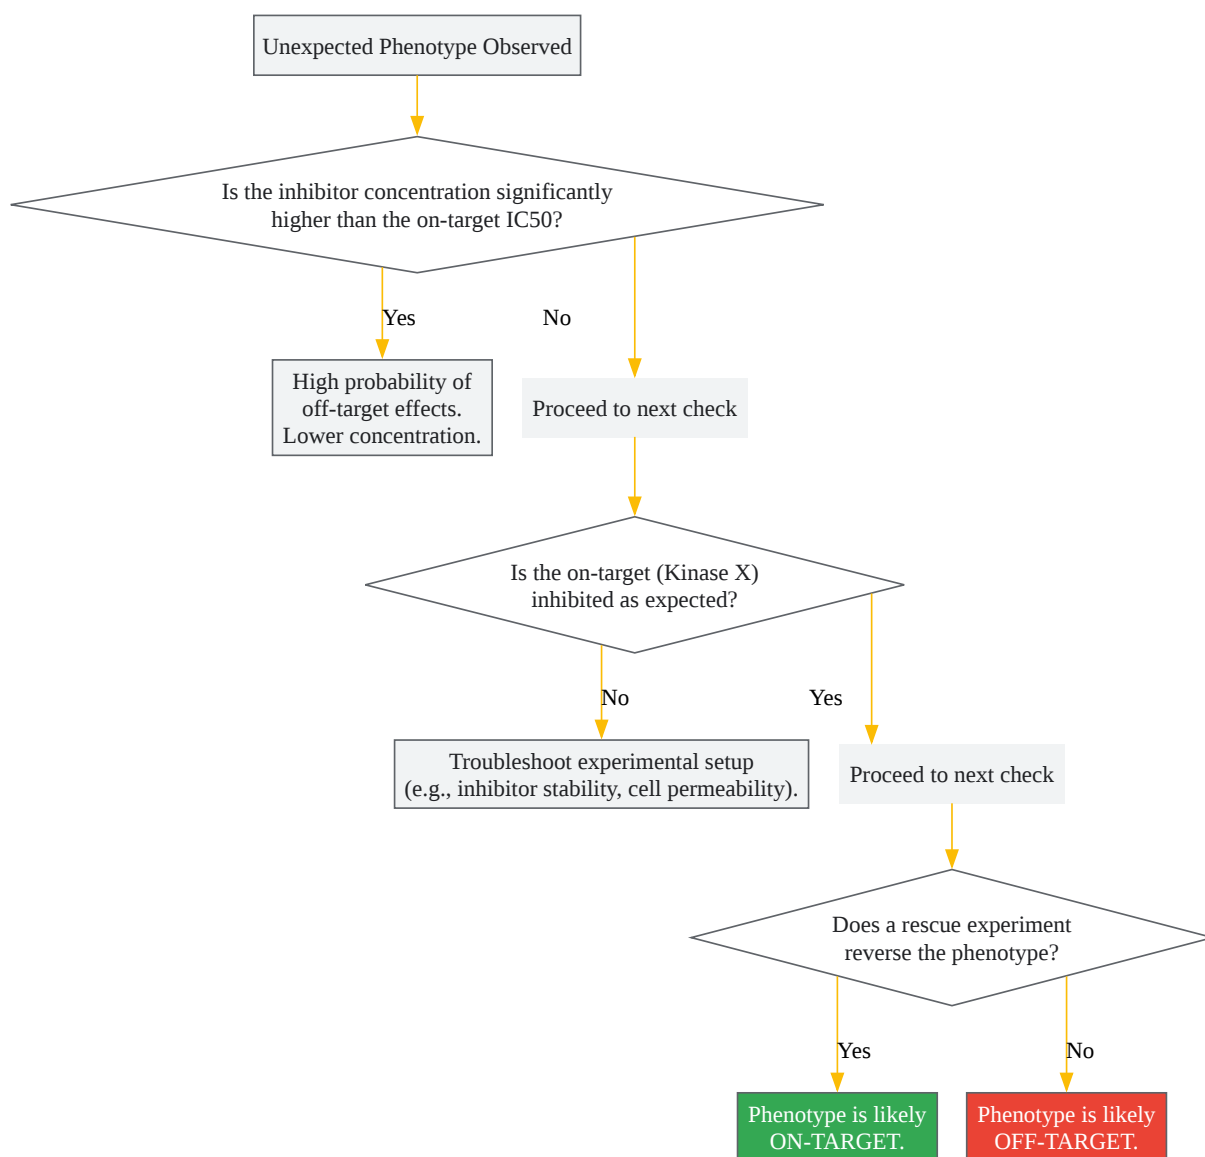 Unexpected Phenotype Observed
Is the inhibitor concentration significantly
higher than the on-target IC50?
Yes
No
High probability of
off-target effects.
Lower concentration.
Proceed to next check
Is the on-target (Kinase X)
inhibited as expected?
No
Yes
Troubleshoot experimental setup
(e.g., inhibitor stability, cell permeability).
Proceed to next check
Does a rescue experiment
reverse the phenotype?
Yes
No
Phenotype is likely
ON-TARGET.
Phenotype is likely
OFF-TARGET.